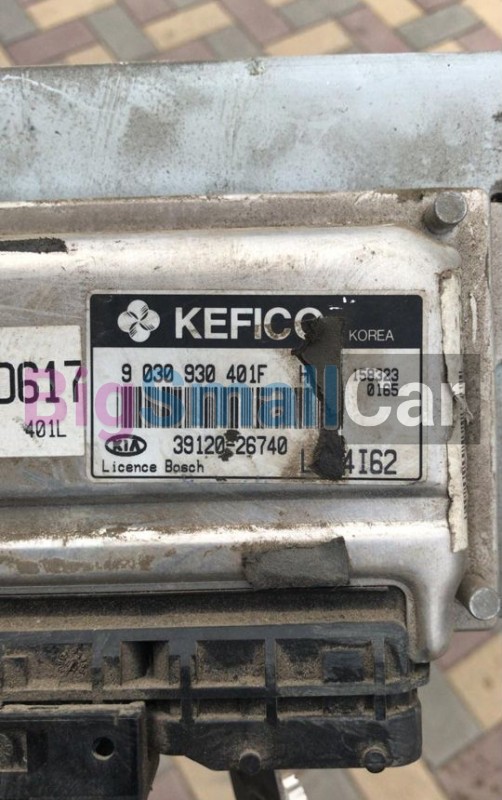 KEFICO
KOREA
9 030 930 401F H 159323
0165
KIA 39120-26740
Licence Bosch L 4I62
0617
401L
BigSmallCar